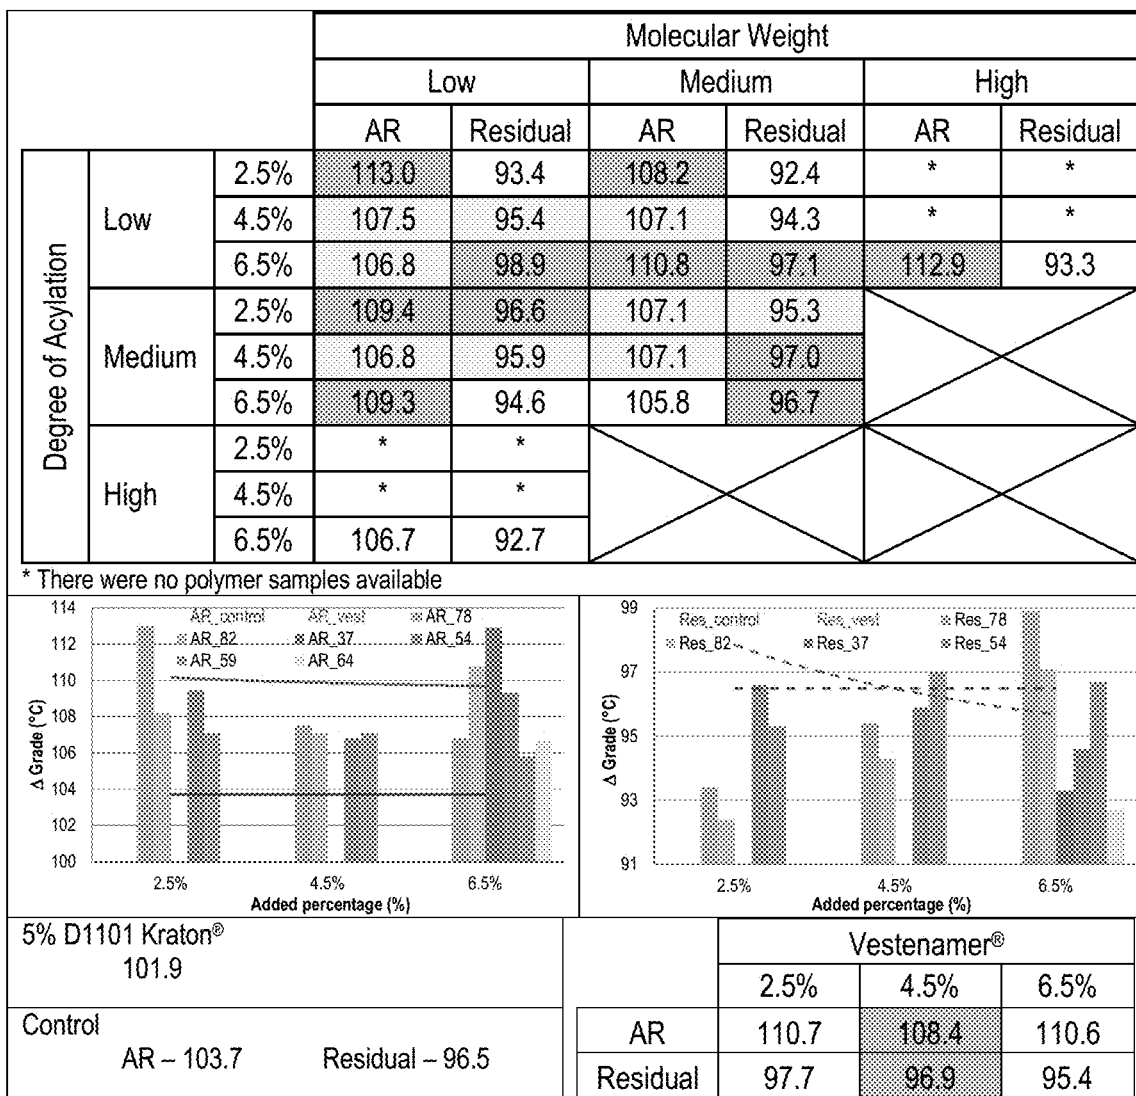 Molecular Weight
Low Medium High
AR Residual AR Residual AR Residual
Degree of Acylation
Low
2.5% 113.0 93.4 108.2 92.4 * *
4.5% 107.5 95.4 107.1 94.3 * *
6.5% 106.8 98.9 110.8 97.1 112.9 93.3
Medium
2.5% 109.4 96.6 107.1 95.3
4.5% 106.8 95.9 107.1 97.0
6.5% 109.3 94.6 105.8 96.7
High
2.5% * *
4.5% * *
6.5% 106.7 92.7
* There were no polymer samples available
114
112
110
108
106
104
102
100
Δ Grade (°C)
AR_control AR_vest AR_78
AR_82 AR_37 AR_54
AR_59 AR_64
2.5% 4.5% 6.5%
Added percentage (%)
99
97
95
93
91
Δ Grade (°C)
Res_control Res_vest Res_78
Res_82 Res_37 Res_54
2.5% 4.5% 6.5%
Added percentage (%)
5% D1101 Kraton®
101.9
Control
AR – 103.7 Residual – 96.5
Vestenamer®
2.5% 4.5% 6.5%
AR 110.7 108.4 110.6
Residual 97.7 96.9 95.4